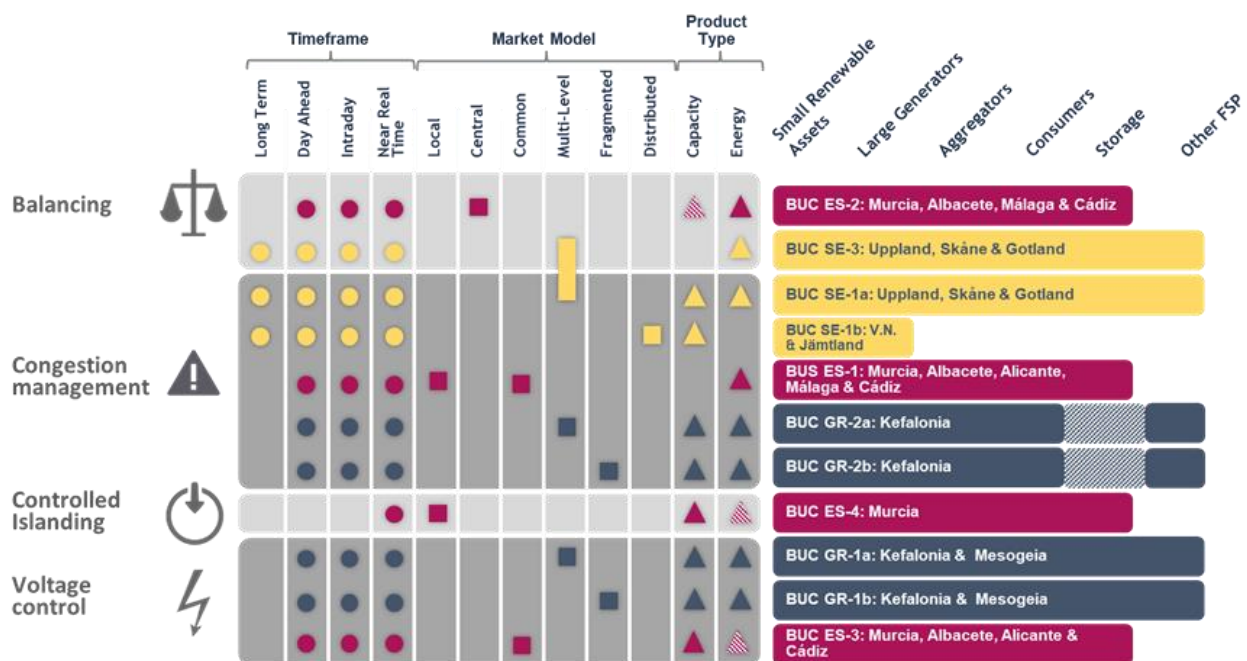 Timeframe
Market Model
Product
Type
Long Term
Day Ahead
Intraday
Near Real
Time
Local
Central
Common
Multi-Level
Fragmented
Distributed
Capacity
Energy
Small Renewable
Assets
Large Generators
Aggregators
Consumers
Storage
Other FSP
Balancing
BUC ES-2: Murcia, Albacete, Málaga & Cádiz
BUC SE-3: Uppland, Skåne & Gotland
BUC SE-1a: Uppland, Skåne & Gotland
BUC SE-1b: V.N.
& Jämtland
Congestion
management
BUS ES-1: Murcia, Albacete, Alicante,
Málaga & Cádiz
BUC GR-2a: Kefalonia
BUC GR-2b: Kefalonia
Controlled
Islanding
BUC ES-4: Murcia
Voltage
control
BUC GR-1a: Kefalonia & Mesogeia
BUC GR-1b: Kefalonia & Mesogeia
BUC ES-3: Murcia, Albacete, Alicante &
Cádiz